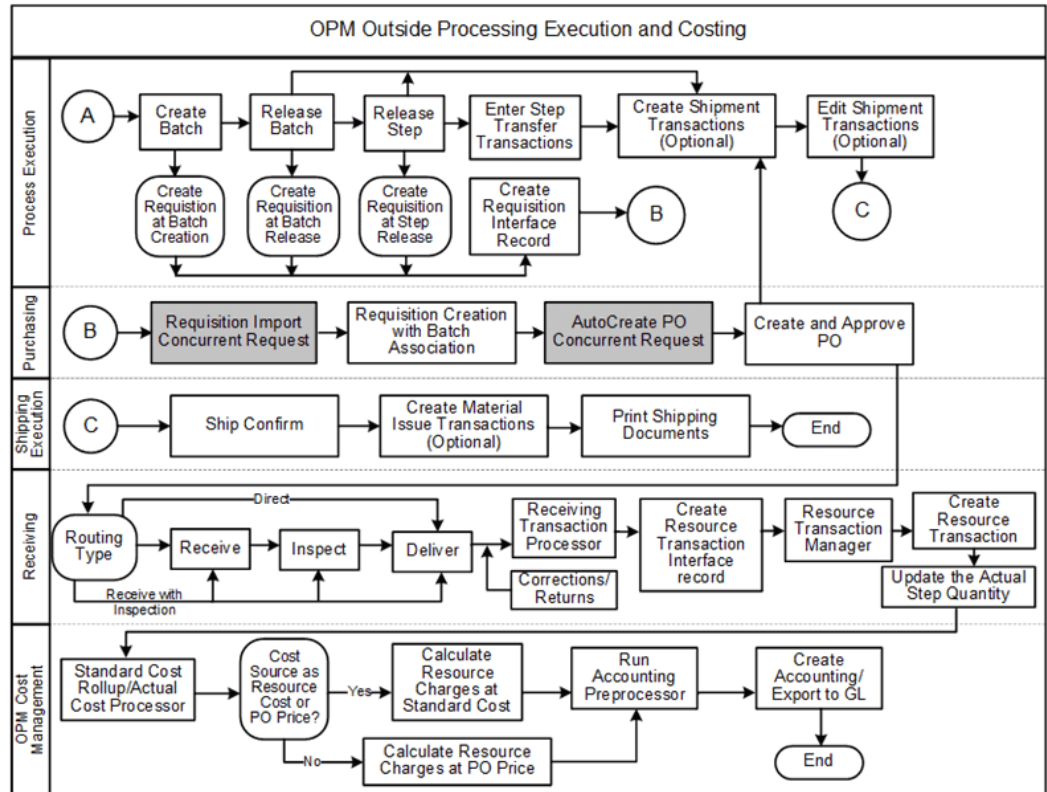 OPM Outside Processing Execution and Costing
Process Execution
A
Create
Batch
Release
Batch
Release
Step
Enter Step
Transfer
Transactions
Create Shipment
Transactions
(Optional)
Edit Shipment
Transactions
(Optional)
Create
Requistion
at Batch
Creation
Create
Requisition
at Batch
Release
Create
Requisition
at Step
Release
Create
Requisition
Interface
Record
B
C
Purchasing
B
Requisition Import
Concurrent Request
Requisition Creation
with Batch
Association
AutoCreate PO
Concurrent Request
Create and Approve
PO
Shipping
Execution
C
Ship Confirm
Create Material
Issue Transactions
(Optional)
Print Shipping
Documents
End
Receiving
Routing
Type
Direct
Receive
Inspect
Deliver
Receive with
Inspection
Receiving
Transaction
Processor
Corrections/
Returns
Create
Resource
Transaction
Interface
record
Resource
Transaction
Manager
Create
Resource
Transaction
Update the Actual
Step Quantity
OPM Cost
Management
Standard Cost
Rollup/Actual
Cost Processor
Cost
Source as
Resource
Cost or
PO Price?
Yes
Calculate
Resource
Charges at
Standard Cost
Run
Accounting
Preprocessor
Create
Accounting/
Export to GL
No
Calculate Resource
Charges at PO Price
End